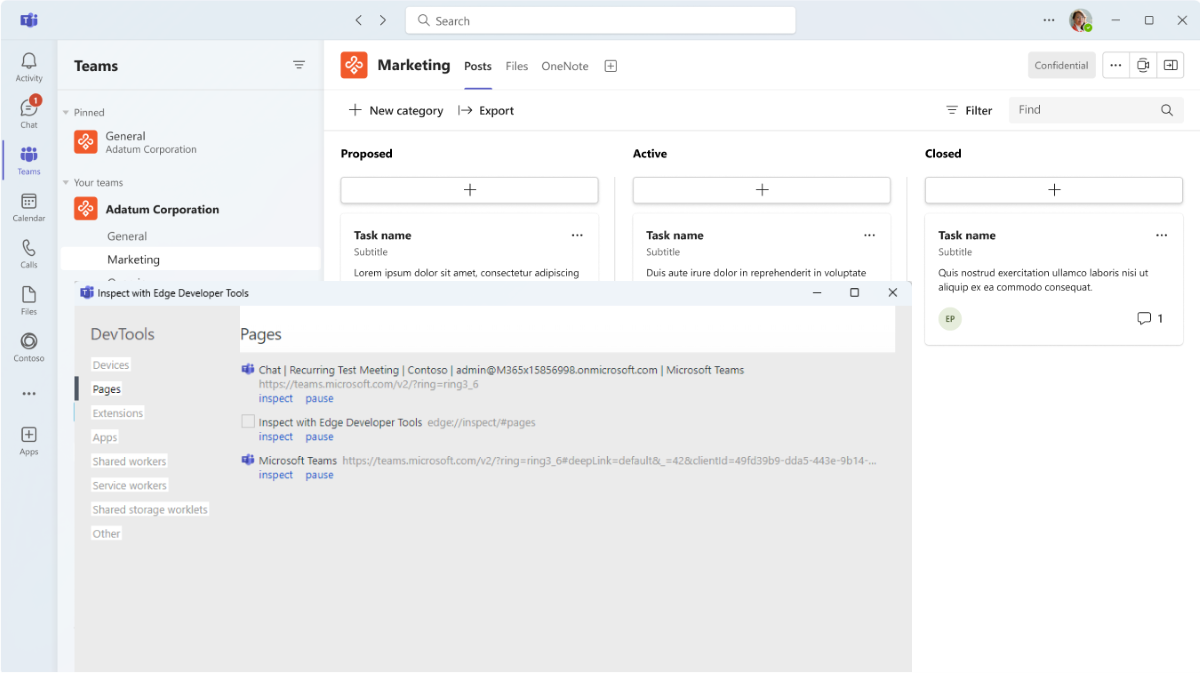 Search
Activity
1
Chat
Teams
Calendar
Calls
Files
Contoso
Apps
Teams
Pinned
General
Adatum Corporation
Your teams
Adatum Corporation
General
Marketing
Marketing Posts Files OneNote
Confidential
New category Export
Filter Find
Proposed Active Closed
Task name
Subtitle
Lorem ipsum dolor sit amet, consectetur adipiscing
Task name
Subtitle
Duis aute irure dolor in reprehenderit in voluptate
Task name
Subtitle
Quis nostrud exercitation ullamco laboris nisi ut
aliquip ex ea commodo consequat.
EP 1
Inspect with Edge Developer Tools
DevTools
Devices
Pages
Extensions
Apps
Shared workers
Service workers
Shared storage worklets
Other
Pages
Chat | Recurring Test Meeting | Contoso | admin@M365x15856998.onmicrosoft.com | Microsoft Teams
https://teams.microsoft.com/v2/?ring=ring3_6
inspect pause
Inspect with Edge Developer Tools edge://inspect/#pages
inspect pause
Microsoft Teams https://teams.microsoft.com/v2/?ring=ring3_6#deepLink=default&_=42&clientId=49fd39b9-dda5-443e-9b14-...
inspect pause